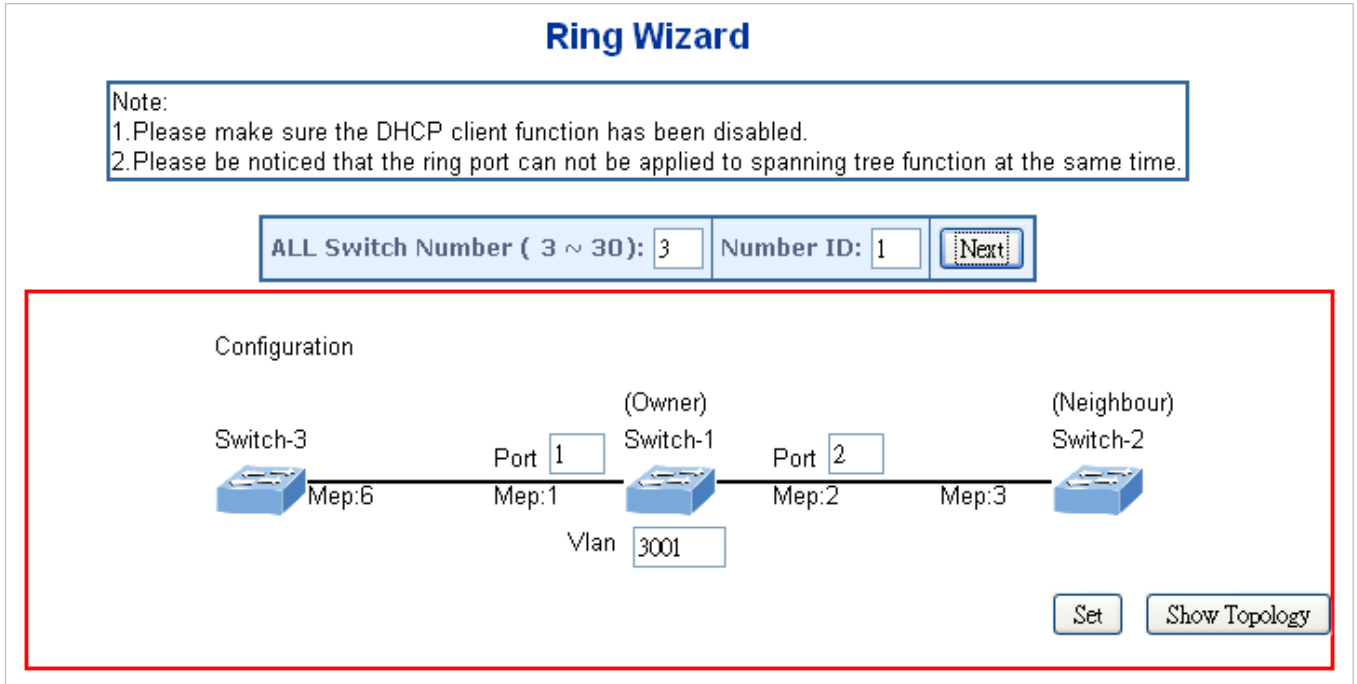 Ring Wizard
Note:
1.Please make sure the DHCP client function has been disabled.
2.Please be noticed that the ring port can not be applied to spanning tree function at the same time.
ALL Switch Number ( 3 ~ 30): 3 Number ID: 1 Next
Configuration
(Owner) (Neighbour)
Switch-3 Port 1 Switch-1 Port 2 Switch-2
Mep:6 Mep:1 Mep:2 Mep:3
Vlan 3001
Set Show Topology